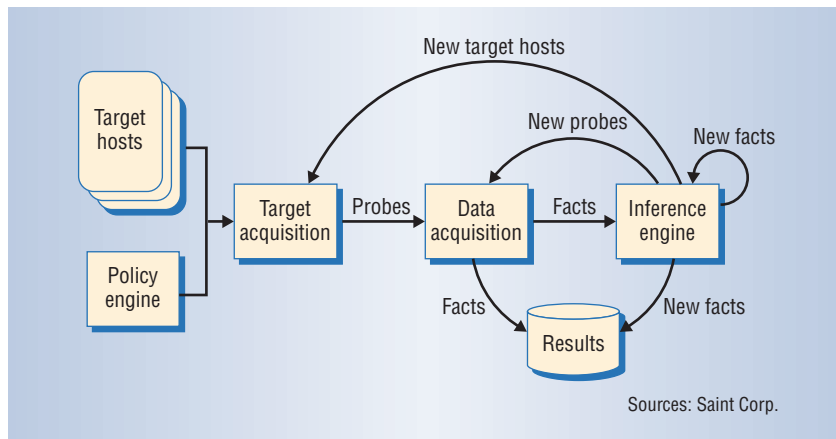 New target hosts
Target
hosts
New probes
New facts
Target
acquisition
Probes
Data
acquisition
Facts
Inference
engine
Policy
engine
Facts
New facts
Results
Sources: Saint Corp.